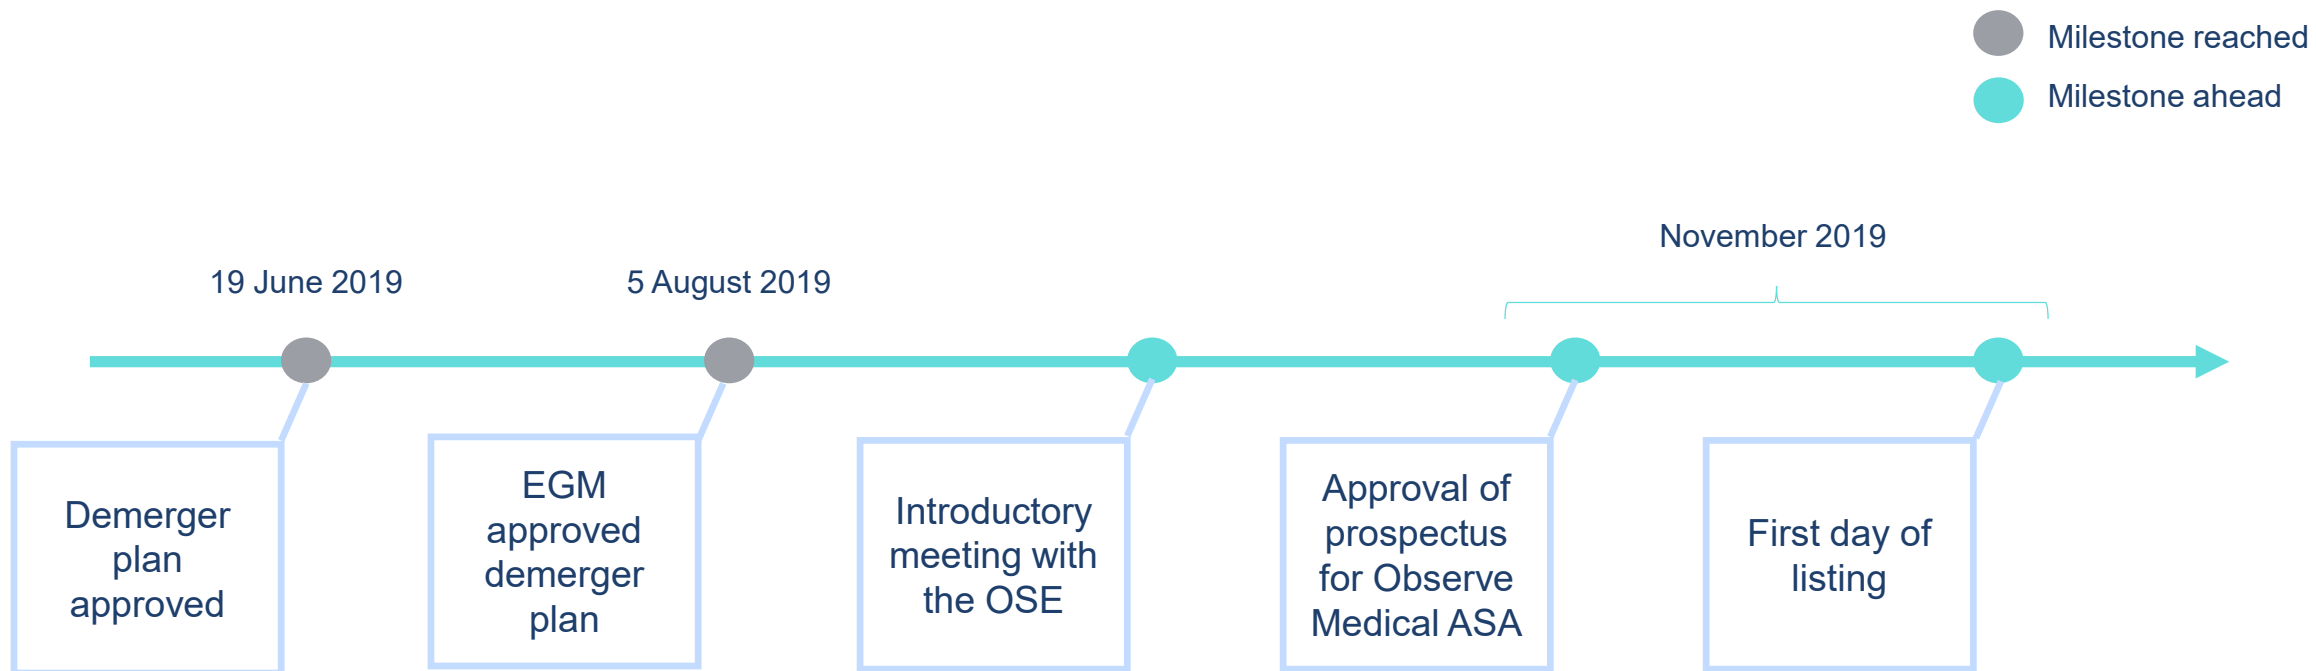 Milestone reached
Milestone ahead
November 2019
19 June 2019
5 August 2019
Demerger
plan
approved
EGM
approved
demerger
plan
Introductory
meeting with
the OSE
Approval of
prospectus
for Observe
Medical ASA
First day of
listing